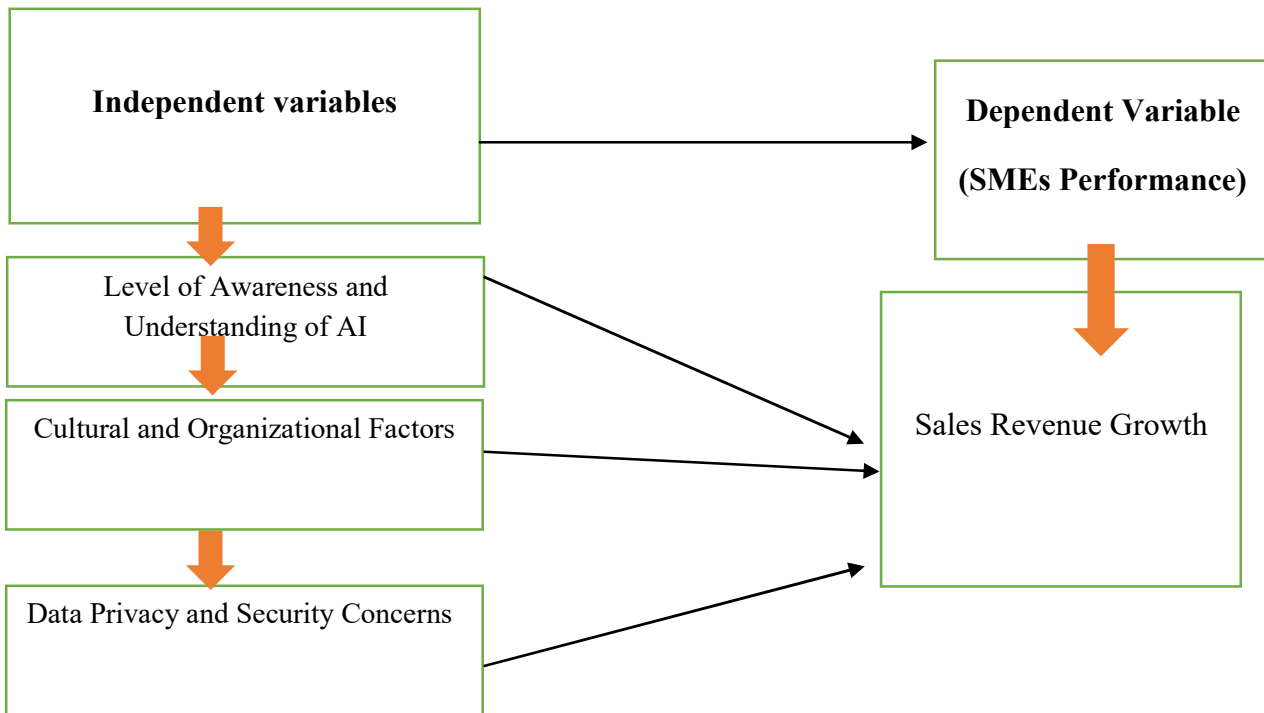 Independent variables
Dependent Variable
(SMEs Performance)
Level of Awareness and
Understanding of AI
Cultural and Organizational Factors
Sales Revenue Growth
Data Privacy and Security Concerns